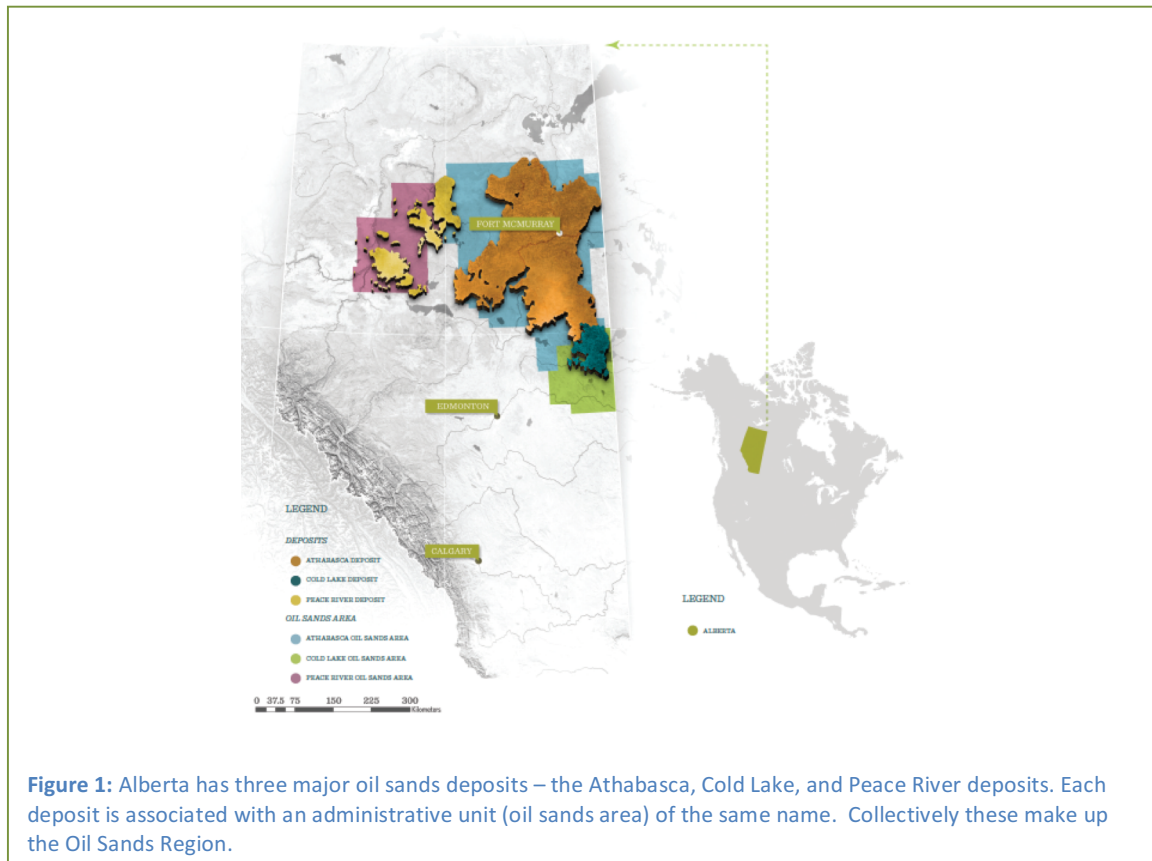 FORT MCMURRAY
EDMONTON
CALGARY
LEGEND
DEPOSITS
ATHABASCA DEPOSIT
COLD LAKE DEPOSIT
PEACE RIVER DEPOSIT
OIL SANDS AREA
ATHABASCA OIL SANDS AREA
COLD LAKE OIL SANDS AREA
PEACE RIVER OIL SANDS AREA
0 37.5 75 150 225 300
Kilometers
LEGEND
ALBERTA
Figure 1: Alberta has three major oil sands deposits – the Athabasca, Cold Lake, and Peace River deposits. Each
deposit is associated with an administrative unit (oil sands area) of the same name.  Collectively these make up
the Oil Sands Region.